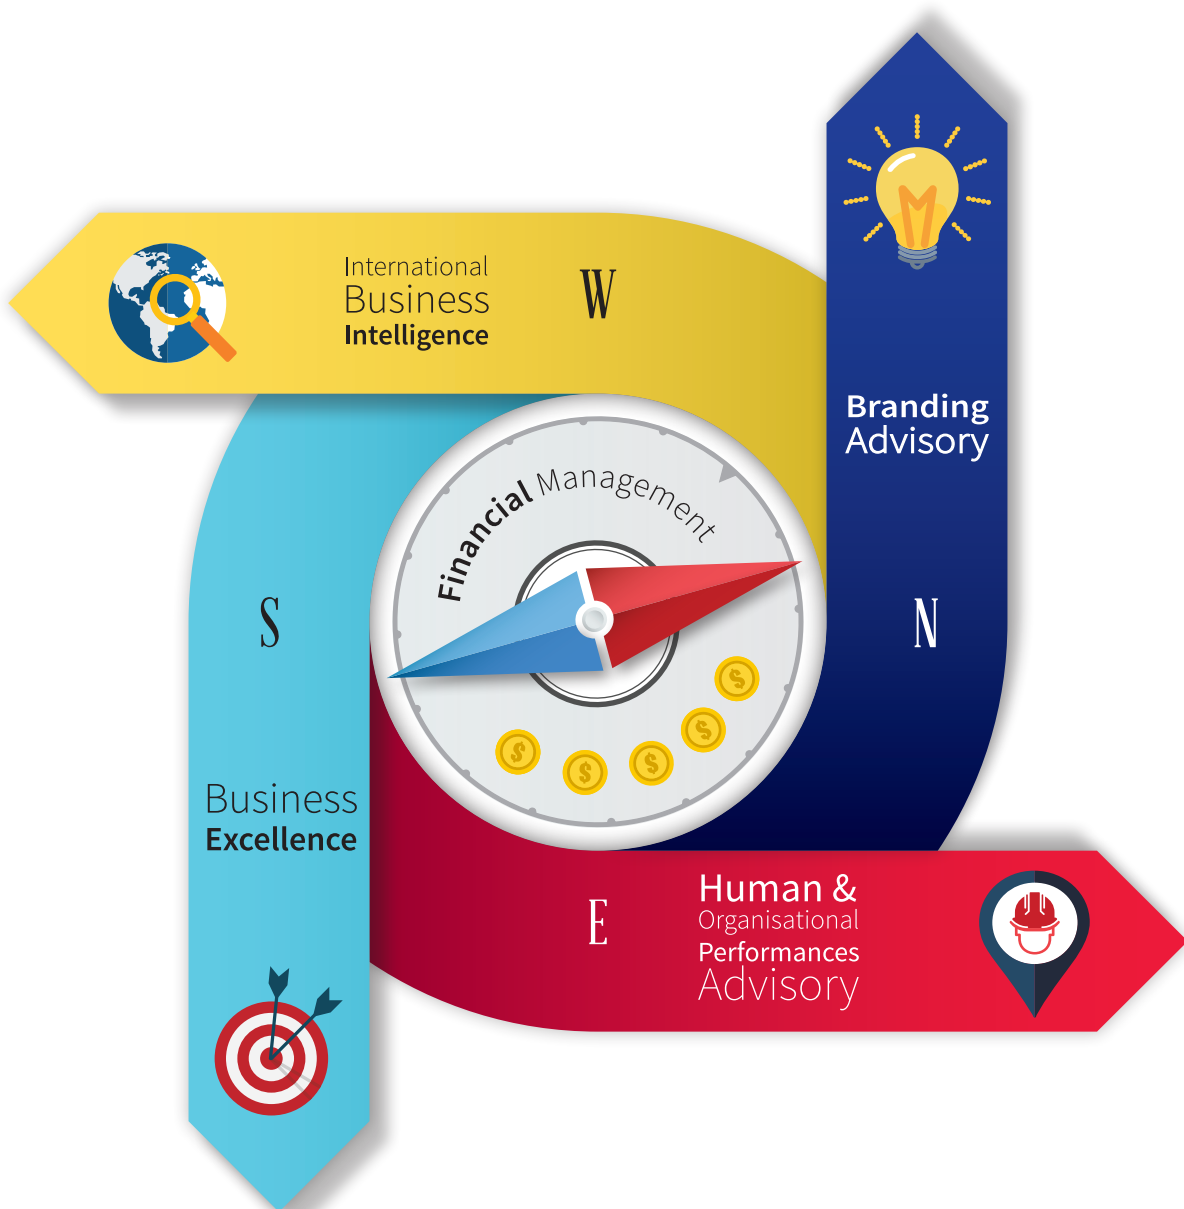 International
Business
Intelligence
W
Branding
Advisory
Financial Management
S
N
$
$
$
$
$
Business
Excellence
E
Human &
Organisational
Performances
Advisory